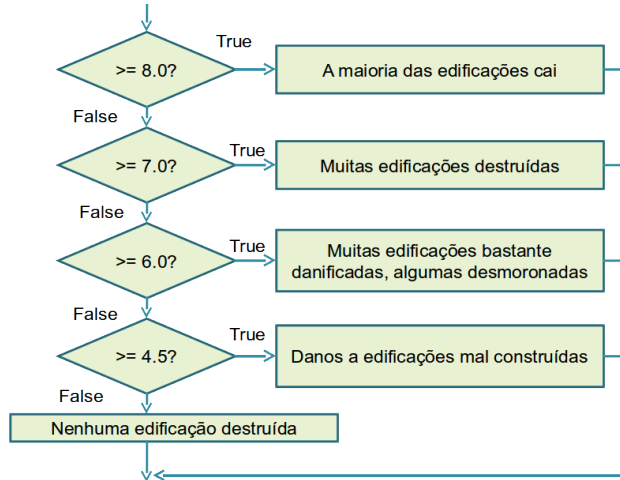 True
>= 8.0?
A maioria das edificações cai
False
True
>= 7.0?
Muitas edificações destruídas
False
True
>= 6.0?
Muitas edificações bastante
danificadas, algumas desmoronadas
False
True
>= 4.5?
Danos a edificações mal construídas
False
Nenhuma edificação destruída